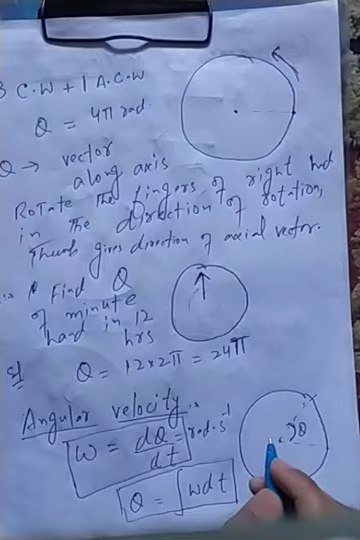 3 C.W + 1 A.C.W
θ = 4π rad.
θ → vector
along axis
Rotate the fingers of right hnd
in the direction of rotation,
Thumb gives direction of axial vector.
Find θ
of minute
hand in 12
hrs
θ = 12×2π = 24π
Angular velocity
ω = dθ/dt = rad·s⁻¹
θ = ∫ωdt
θ